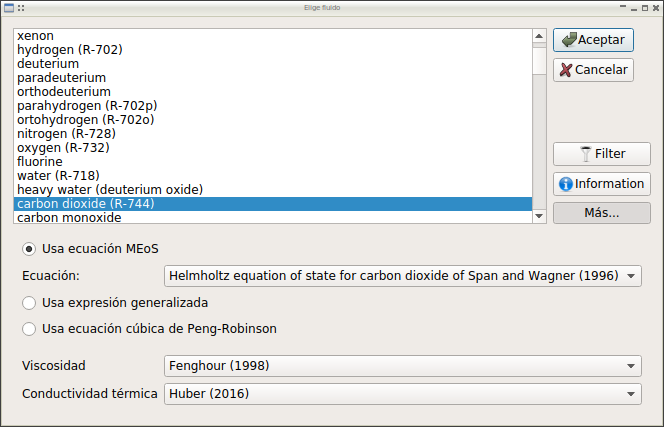 Elige fluido
xenon
hydrogen (R-702)
deuterium
paradeuterium
orthodeuterium
parahydrogen (R-702p)
ortohydrogen (R-702o)
nitrogen (R-728)
oxygen (R-732)
fluorine
water (R-718)
heavy water (deuterium oxide)
carbon dioxide (R-744)
carbon monoxide
Aceptar
Cancelar
Filter
Information
Más...
Usa ecuación MEoS
Ecuación: Helmholtz equation of state for carbon dioxide of Span and Wagner (1996)
Usa expresión generalizada
Usa ecuación cúbica de Peng-Robinson
Viscosidad Fenghour (1998)
Conductividad térmica Huber (2016)